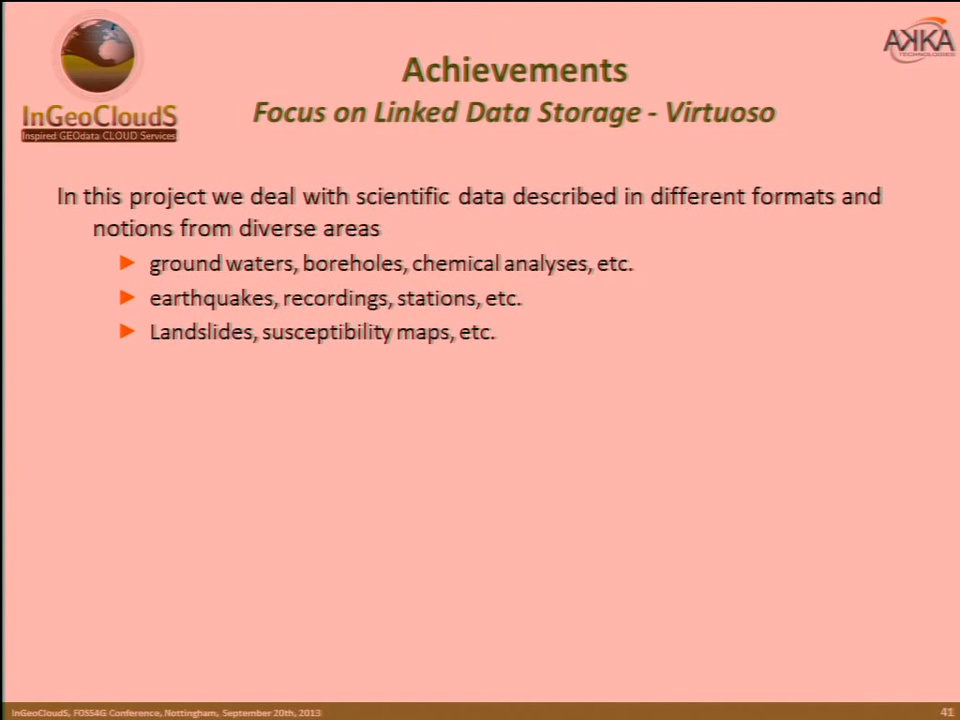 InGeoCloudS
Inspired GEOdata CLOUD Services
AKKA
TECHNOLOGIES
Achievements
Focus on Linked Data Storage - Virtuoso
In this project we deal with scientific data described in different formats and
notions from diverse areas
ground waters, boreholes, chemical analyses, etc.
earthquakes, recordings, stations, etc.
Landslides, susceptibility maps, etc.
InGeoCloudS, FOSS4G Conference, Nottingham, September 20th, 2013
41